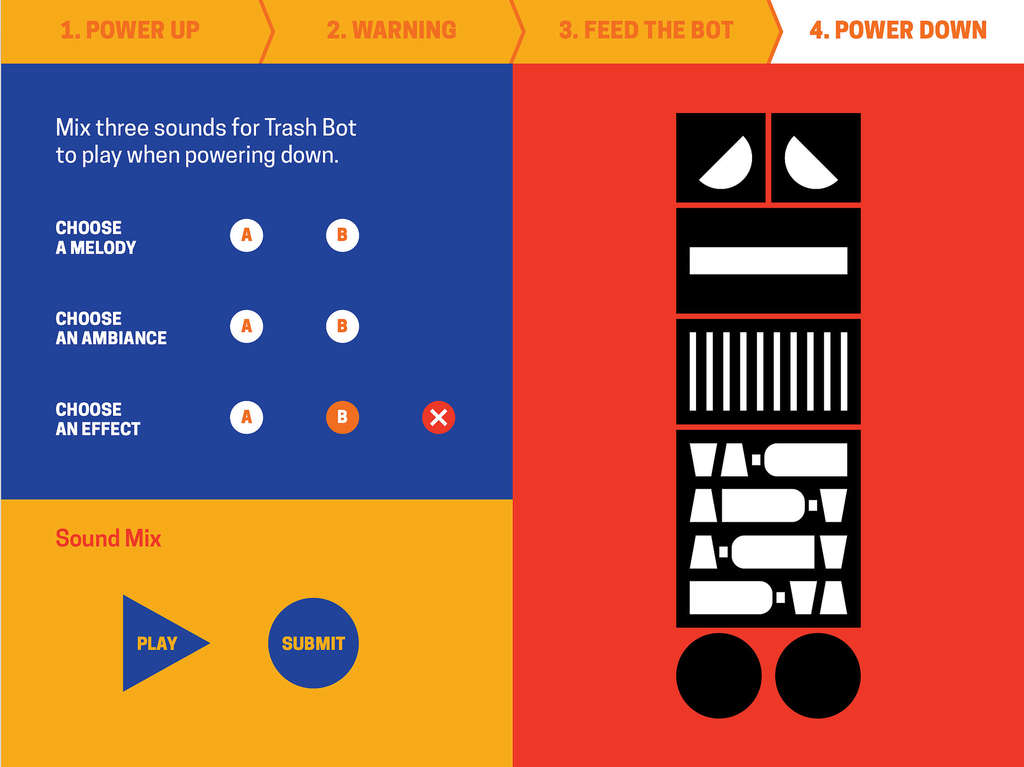 1. POWER UP
2. WARNING
3. FEED THE BOT
4. POWER DOWN
Mix three sounds for Trash Bot
to play when powering down.
CHOOSE
A MELODY
A
B
CHOOSE
AN AMBIANCE
A
B
CHOOSE
AN EFFECT
A
B
Sound Mix
PLAY
SUBMIT